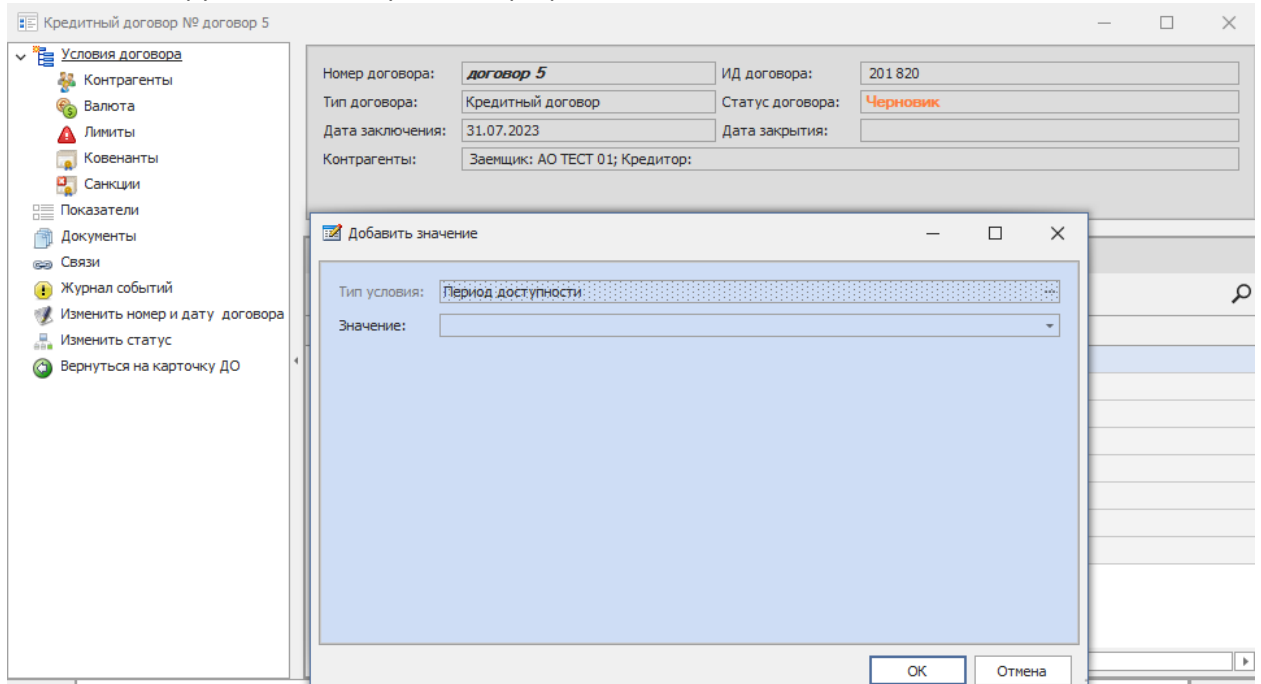 Кредитный договор № договор 5
Условия договора
Контрагенты
Валюта
Лимиты
Ковенанты
Санкции
Показатели
Документы
Связи
Журнал событий
Изменить номер и дату договора
Изменить статус
Вернуться на карточку ДО
Номер договора: договор 5 ИД договора: 201 820
Тип договора: Кредитный договор Статус договора: Черновик
Дата заключения: 31.07.2023 Дата закрытия:
Контрагенты: Заемщик: АО ТЕСТ 01; Кредитор:
Добавить значение
Тип условия: Период доступности ...
Значение:
ОК Отмена